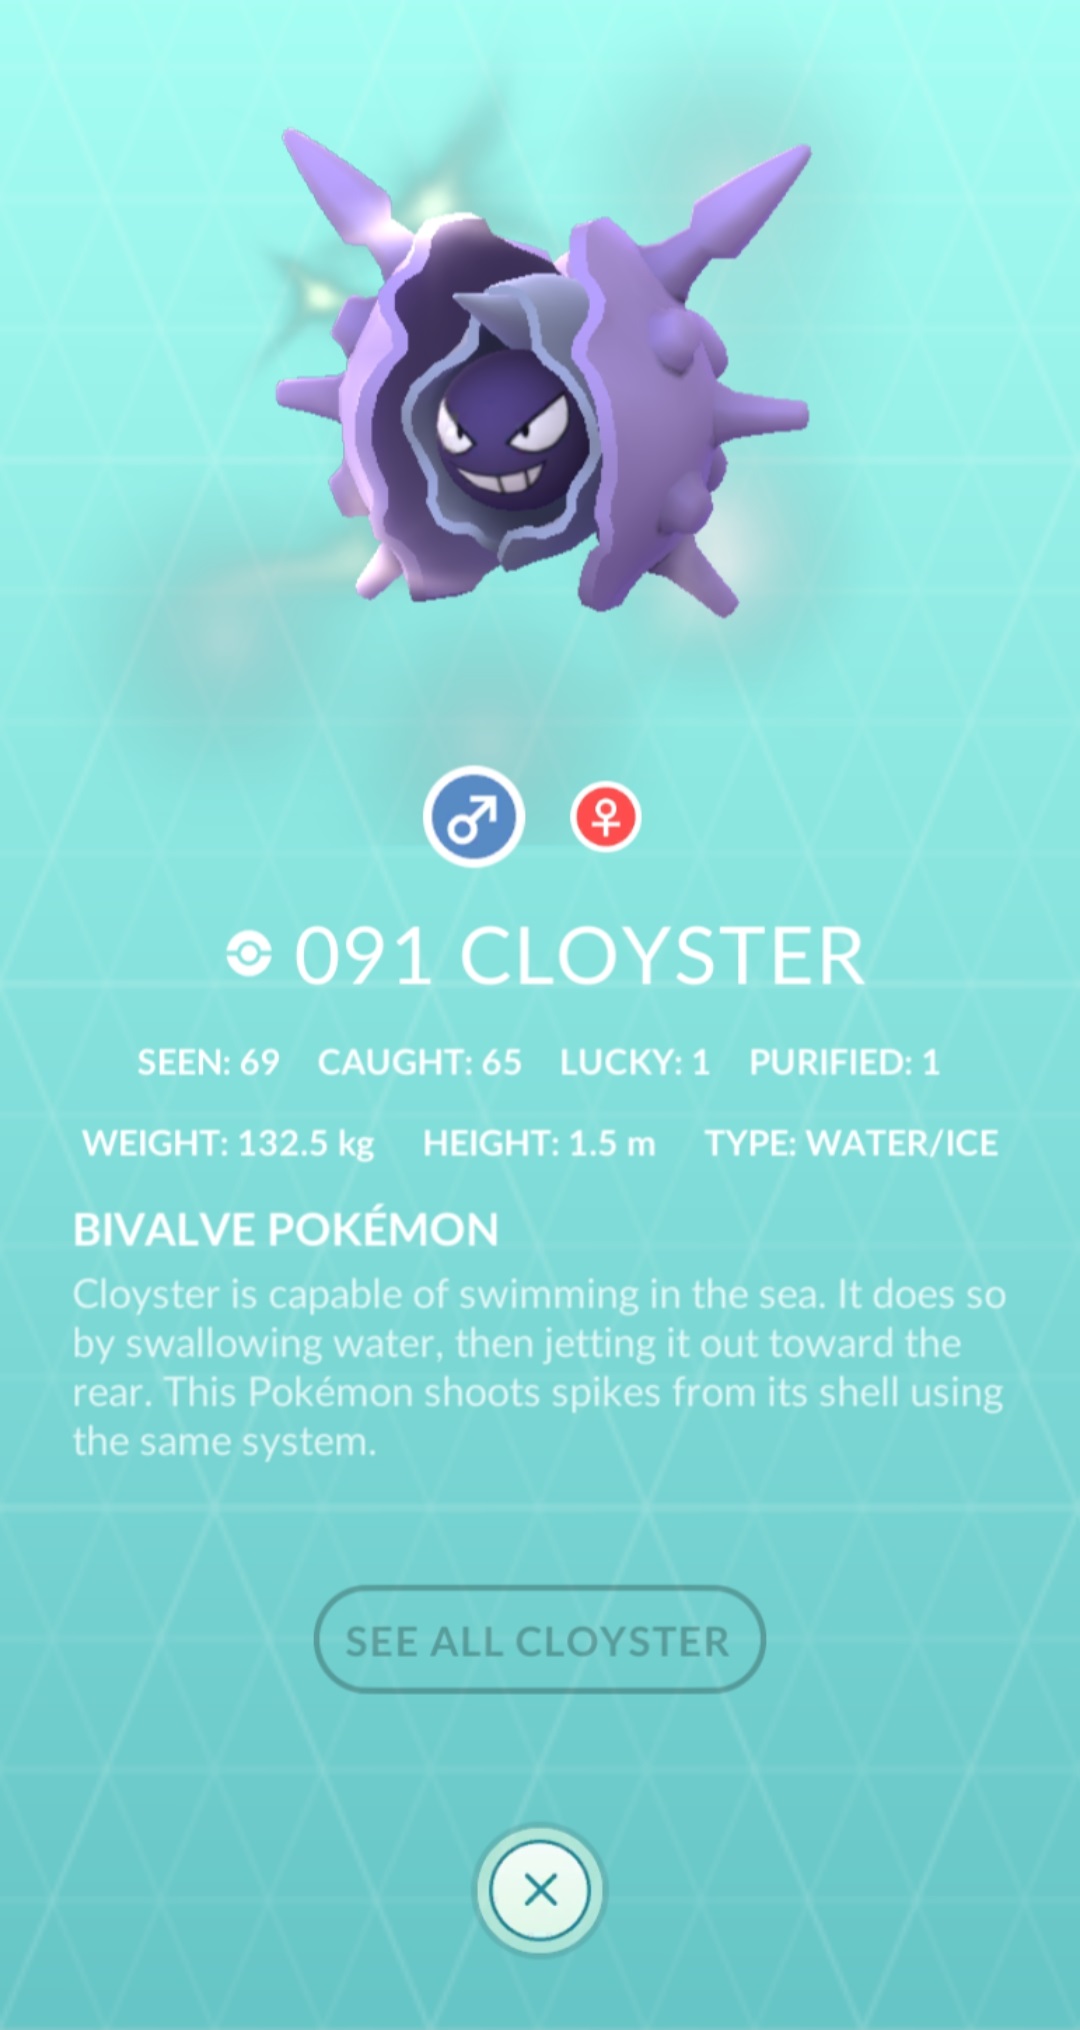 091 CLOYSTER
SEEN: 69 CAUGHT: 65 LUCKY: 1 PURIFIED: 1
WEIGHT: 132.5 kg HEIGHT: 1.5 m TYPE: WATER/ICE
BIVALVE POKÉMON
Cloyster is capable of swimming in the sea. It does so
by swallowing water, then jetting it out toward the
rear. This Pokémon shoots spikes from its shell using
the same system.
SEE ALL CLOYSTER